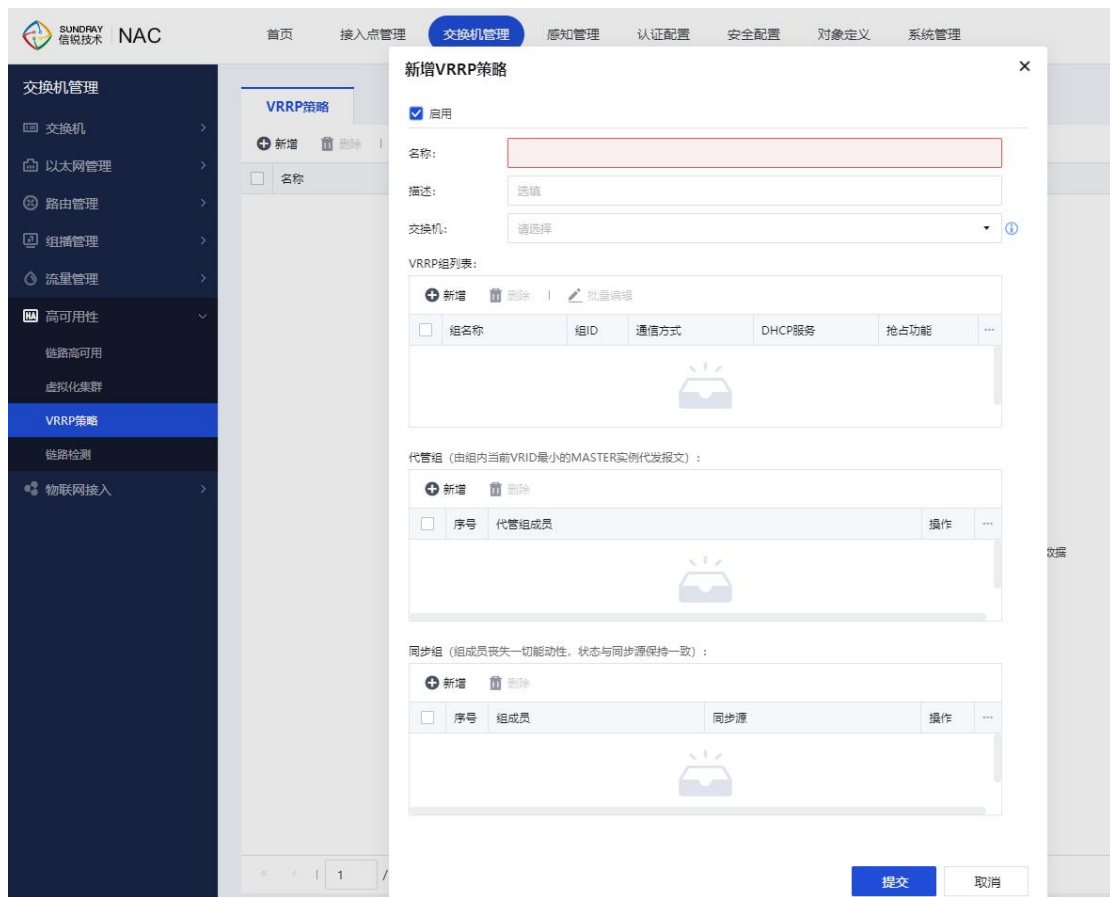 SUNDRAY
信锐技术
NAC
首页 接入点管理 交换机管理 感知管理 认证配置 安全配置 对象定义 系统管理
交换机管理
交换机
以太网管理
路由管理
组播管理
流量管理
HA 高可用性
链路高可用
虚拟化集群
VRRP策略
链路检测
物联网接入
VRRP策略
新增 删除
名称
数据
1 /
新增VRRP策略
启用
名称:
描述: 选填
交换机: 请选择
VRRP组列表:
新增 删除 批量编辑
组名称 组ID 通信方式 DHCP服务 抢占功能 ...
代管组（由组内当前VRID最小的MASTER实例代发报文）:
新增 删除
序号 代管组成员 操作 ...
同步组（组成员丧失一切能动性，状态与同步源保持一致）:
新增 删除
序号 组成员 同步源 操作 ...
提交 取消